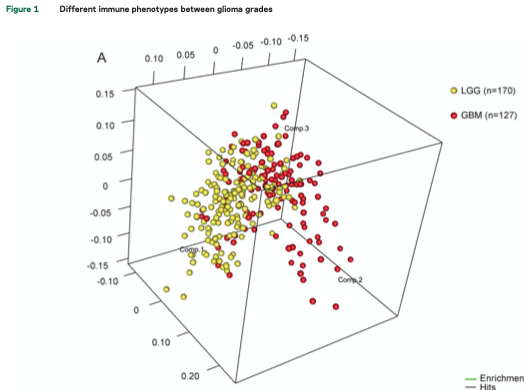 Figure 1 Different immune phenotypes between glioma grades
A
0.10 0.05 0 -0.05 -0.10 -0.15
0.15
0.10
0.05
0
-0.05
-0.10
-0.15
-0.10
0
0.10
0.20
Comp.3
Comp.1
Comp.2
LGG (n=170)
GBM (n=127)
Enrichmen
Hits